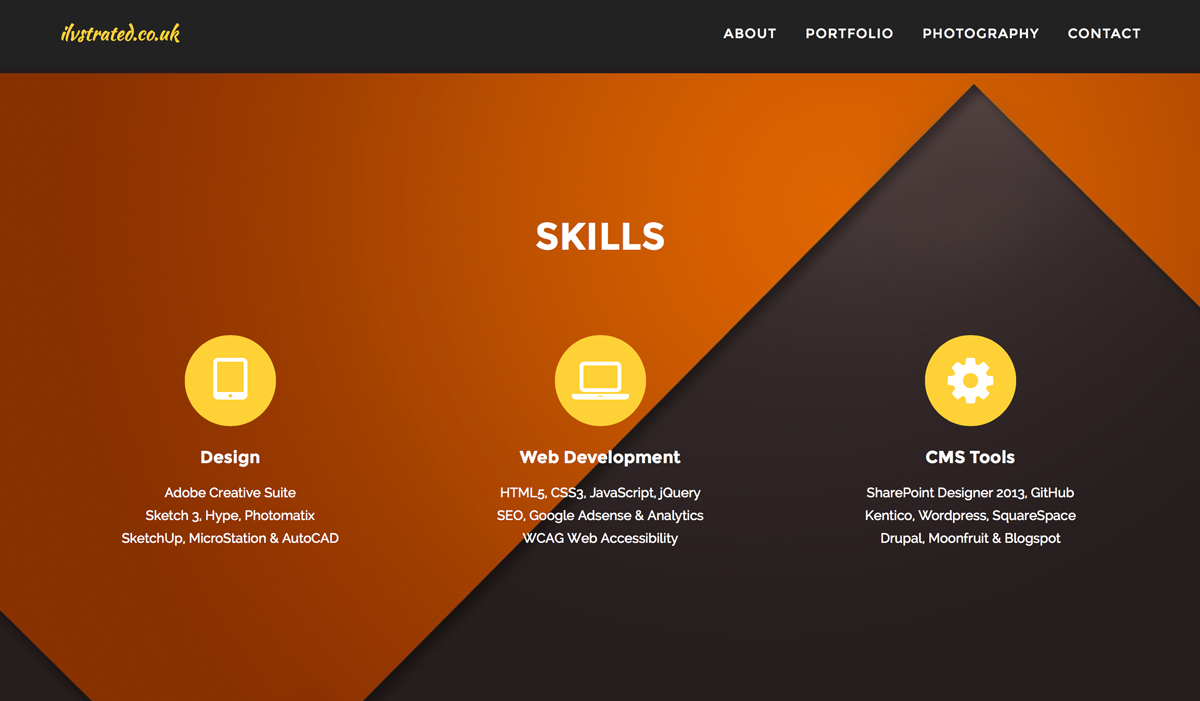 ilvstrated.co.uk
ABOUT PORTFOLIO PHOTOGRAPHY CONTACT
SKILLS
Design
Adobe Creative Suite
Sketch 3, Hype, Photomatix
SketchUp, MicroStation & AutoCAD
Web Development
HTML5, CSS3, JavaScript, jQuery
SEO, Google Adsense & Analytics
WCAG Web Accessibility
CMS Tools
SharePoint Designer 2013, GitHub
Kentico, Wordpress, SquareSpace
Drupal, Moonfruit & Blogspot